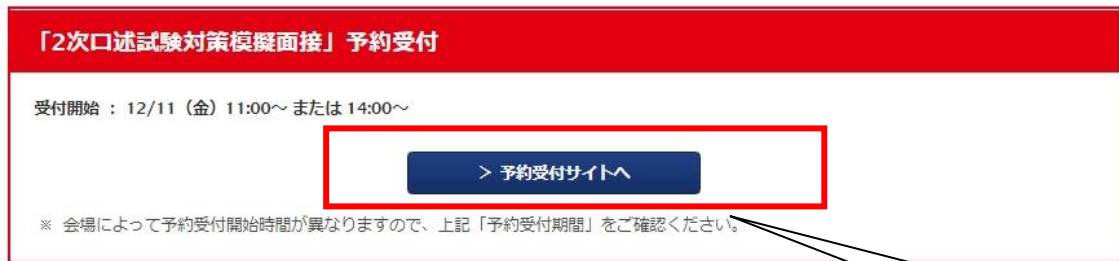 「2次口述試験対策模擬面接」予約受付
受付開始 : 12/11（金）11:00～ または 14:00～
> 予約受付サイトへ
※ 会場によって予約受付開始時間が異なりますので、上記「予約受付期間」をご確認ください。